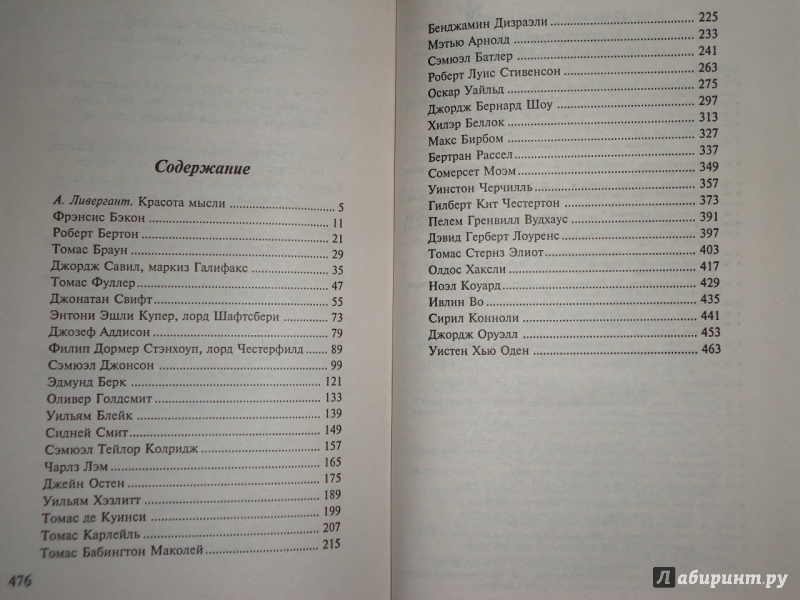 Содержание
А. Ливергант. Красота мысли 5
Фрэнсис Бэкон 11
Роберт Бертон 21
Томас Браун 29
Джордж Савил, маркиз Галифакс 35
Томас Фуллер 47
Джонатан Свифт 55
Энтони Эшли Купер, лорд Шафтсбери 73
Джозеф Аддисон 79
Филип Дормер Стэнхоуп, лорд Честерфилд 89
Сэмюэл Джонсон 99
Эдмунд Берк 121
Оливер Голдсмит 133
Уильям Блейк 139
Сидней Смит 149
Сэмюэл Тейлор Колридж 157
Чарлз Лэм 165
Джейн Остен 175
Уильям Хэзлитт 189
Томас де Куинси 199
Томас Карлейль 207
Томас Бабингтон Маколей 215
476
Бенджамин Дизраэли 225
Мэтью Арнолд 233
Сэмюэл Батлер 241
Роберт Луис Стивенсон 263
Оскар Уайльд 275
Джордж Бернард Шоу 297
Хилэр Беллок 313
Макс Бирбом 327
Бертран Рассел 337
Сомерсет Моэм 349
Уинстон Черчилль 357
Гилберт Кит Честертон 373
Пелем Гренвилл Вудхаус 391
Дэвид Герберт Лоуренс 397
Томас Стернз Элиот 403
Олдос Хаксли 417
Ноэл Коуард 429
Ивлин Во 435
Сирил Конноли 441
Джордж Оруэлл 453
Уистен Хью Оден 463
Лабиринт.ру